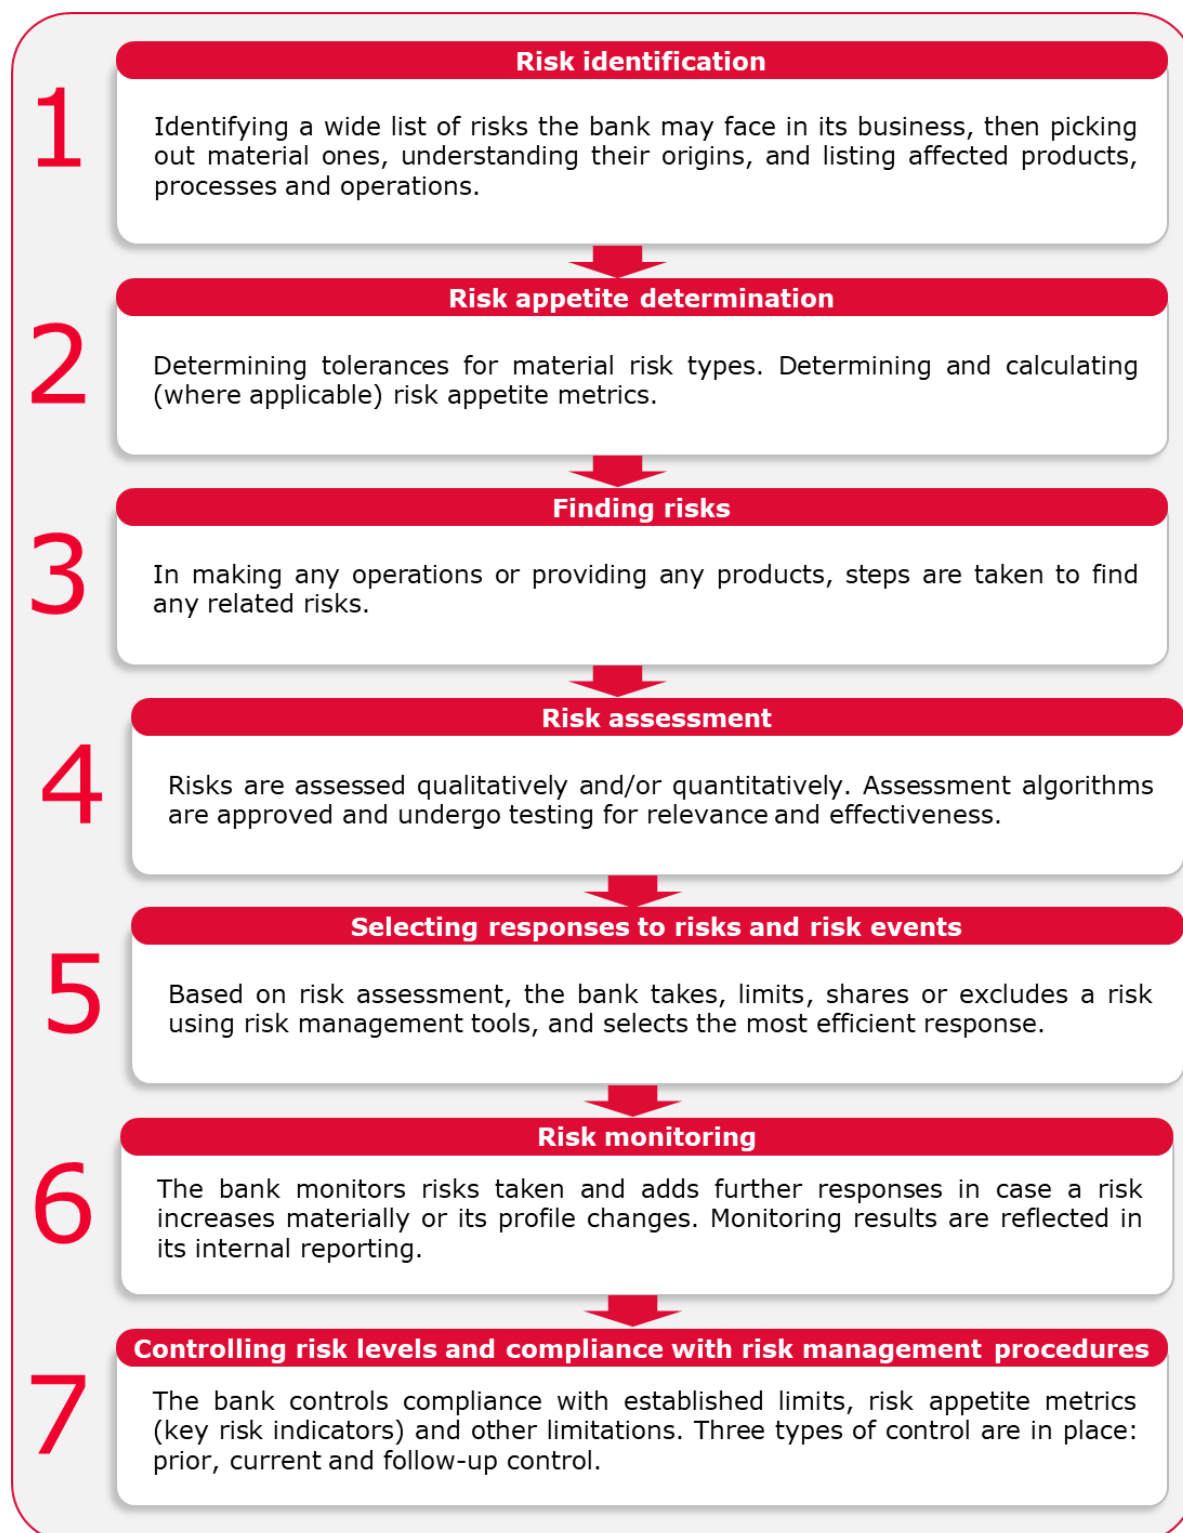 1
Risk identification
Identifying a wide list of risks the bank may face in its business, then picking
out material ones, understanding their origins, and listing affected products,
processes and operations.
2
Risk appetite determination
Determining tolerances for material risk types. Determining and calculating
(where applicable) risk appetite metrics.
3
Finding risks
In making any operations or providing any products, steps are taken to find
any related risks.
4
Risk assessment
Risks are assessed qualitatively and/or quantitatively. Assessment algorithms
are approved and undergo testing for relevance and effectiveness.
5
Selecting responses to risks and risk events
Based on risk assessment, the bank takes, limits, shares or excludes a risk
using risk management tools, and selects the most efficient response.
6
Risk monitoring
The bank monitors risks taken and adds further responses in case a risk
increases materially or its profile changes. Monitoring results are reflected in
its internal reporting.
7
Controlling risk levels and compliance with risk management procedures
The bank controls compliance with established limits, risk appetite metrics
(key risk indicators) and other limitations. Three types of control are in place:
prior, current and follow-up control.